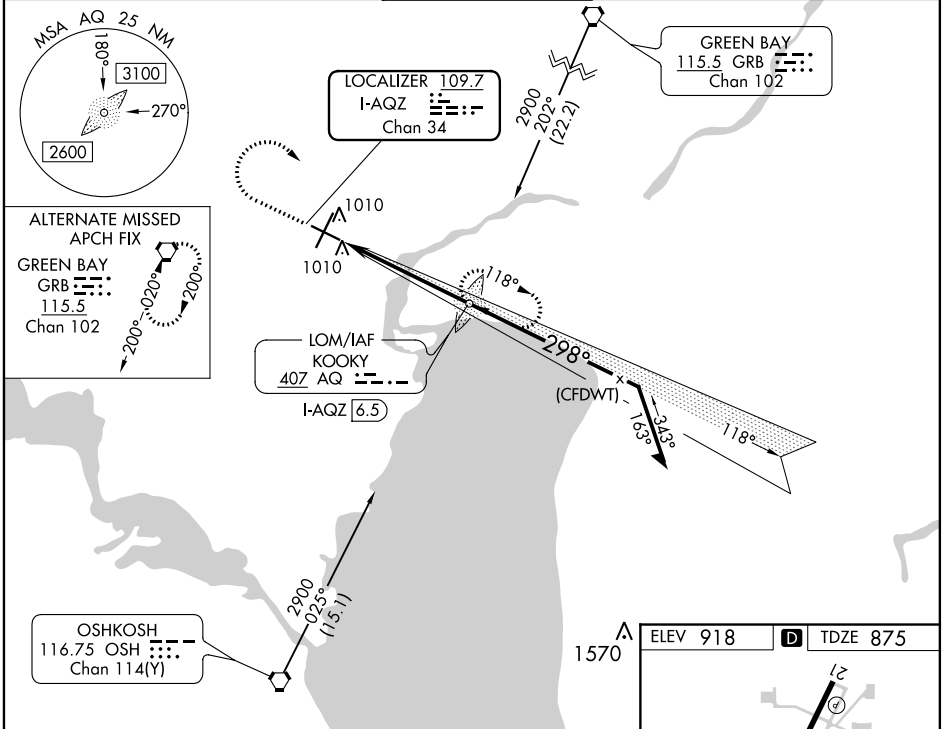 MSA AQ 25 NM
180°
3100
270°
2600
LOCALIZER 109.7
I-AQZ
Chan 34
GREEN BAY
115.5 GRB
Chan 102
2900
202°
(22.2)
1010
1010
ALTERNATE MISSED
APCH FIX
GREEN BAY
GRB
115.5
Chan 102
020°
200°
200°
118°
LOM/IAF
KOOKY
407 AQ
I-AQZ 6.5
298°
(CFDWT)
343°
163°
118°
2900
025°
(15.1)
OSHKOSH
116.75 OSH
Chan 114(Y)
1570
ELEV 918 D TDZE 875
21
P